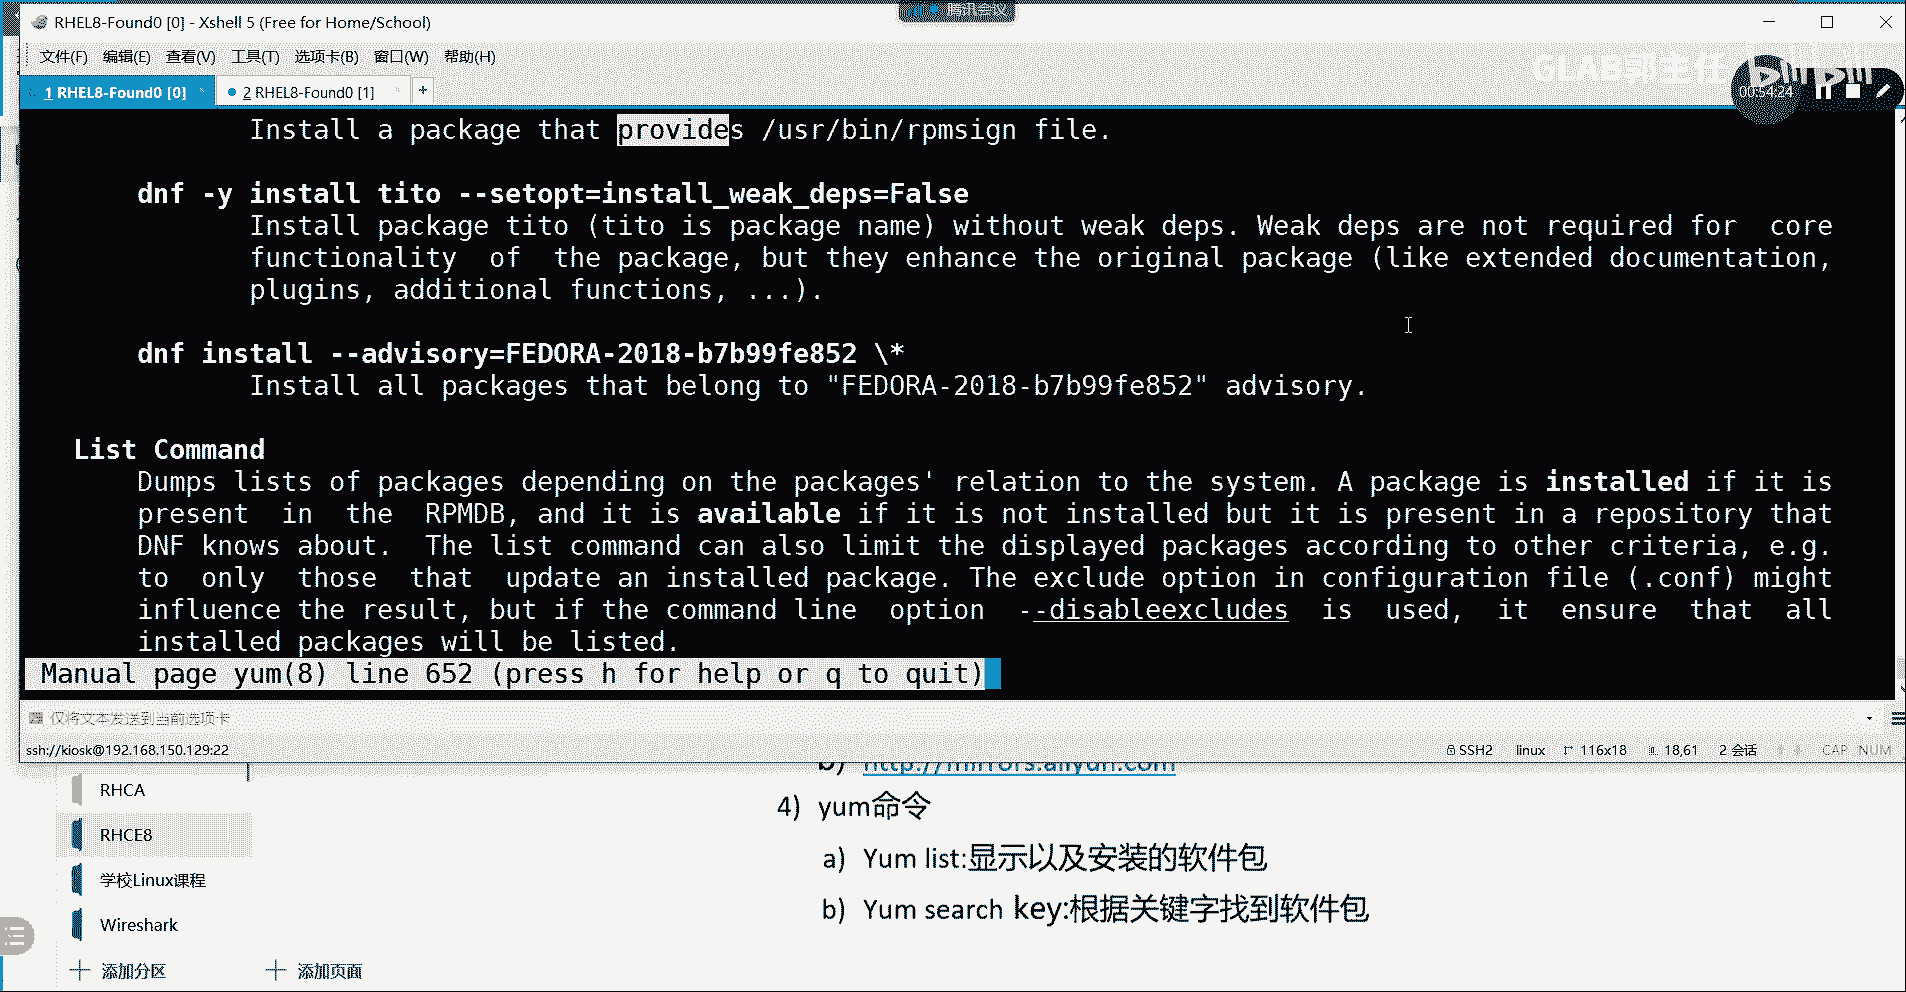 腾讯会议
RHEL8-Found0 [0] - Xshell 5 (Free for Home/School)
文件(F) 编辑(E) 查看(V) 工具(T) 选项卡(B) 窗口(W) 帮助(H)
GLAB郭主任 bilibili
00:54:24
1 RHEL8-Found0 [0] 2 RHEL8-Found0 [1] +
Install a package that provides /usr/bin/rpmsign file.
dnf -y install tito --setopt=install_weak_deps=False
Install package tito (tito is package name) without weak deps. Weak deps are not required for core
functionality of the package, but they enhance the original package (like extended documentation,
plugins, additional functions, ...).
dnf install --advisory=FEDORA-2018-b7b99fe852 \*
Install all packages that belong to "FEDORA-2018-b7b99fe852" advisory.
List Command
Dumps lists of packages depending on the packages' relation to the system. A package is installed if it is
present in the RPMDB, and it is available if it is not installed but it is present in a repository that
DNF knows about. The list command can also limit the displayed packages according to other criteria, e.g.
to only those that update an installed package. The exclude option in configuration file (.conf) might
influence the result, but if the command line option --disableexcludes is used, it ensure that all
installed packages will be listed.
Manual page yum(8) line 652 (press h for help or q to quit)
仅将文本发送到当前选项卡
ssh://kiosk@192.168.150.129:22 SSH2 linux 116x18 18,61 2 会话 CAP NUM
b) http://mirrors.aliyun.com
RHCA
4) yum命令
RHCE8
a) Yum list:显示以及安装的软件包
学校Linux课程
b) Yum search key:根据关键字找到软件包
Wireshark
添加分区 添加页面